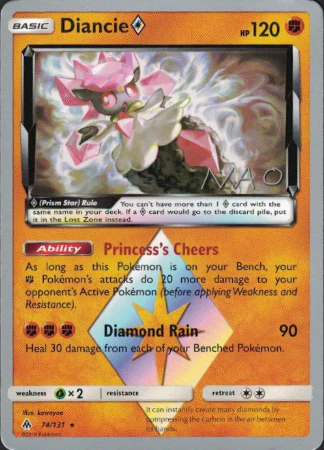 BASIC Diancie HP 120
MAO
(Prism Star) Rule You can't have more than 1 card with the
same name in your deck. If a card would go to the discard pile, put
it in the Lost Zone instead.
Ability Princess's Cheers
As long as this Pokémon is on your Bench, your
Pokémon's attacks do 20 more damage to your
opponent's Active Pokémon (before applying Weakness and
Resistance).
Diamond Rain 90
Heal 30 damage from each of your Benched Pokémon.
weakness × 2 resistance retreat
Illus. kawayoo
74/131
©2018 Pokémon
It can instantly create many diamonds by
compressing the carbon in the air between
its hands.